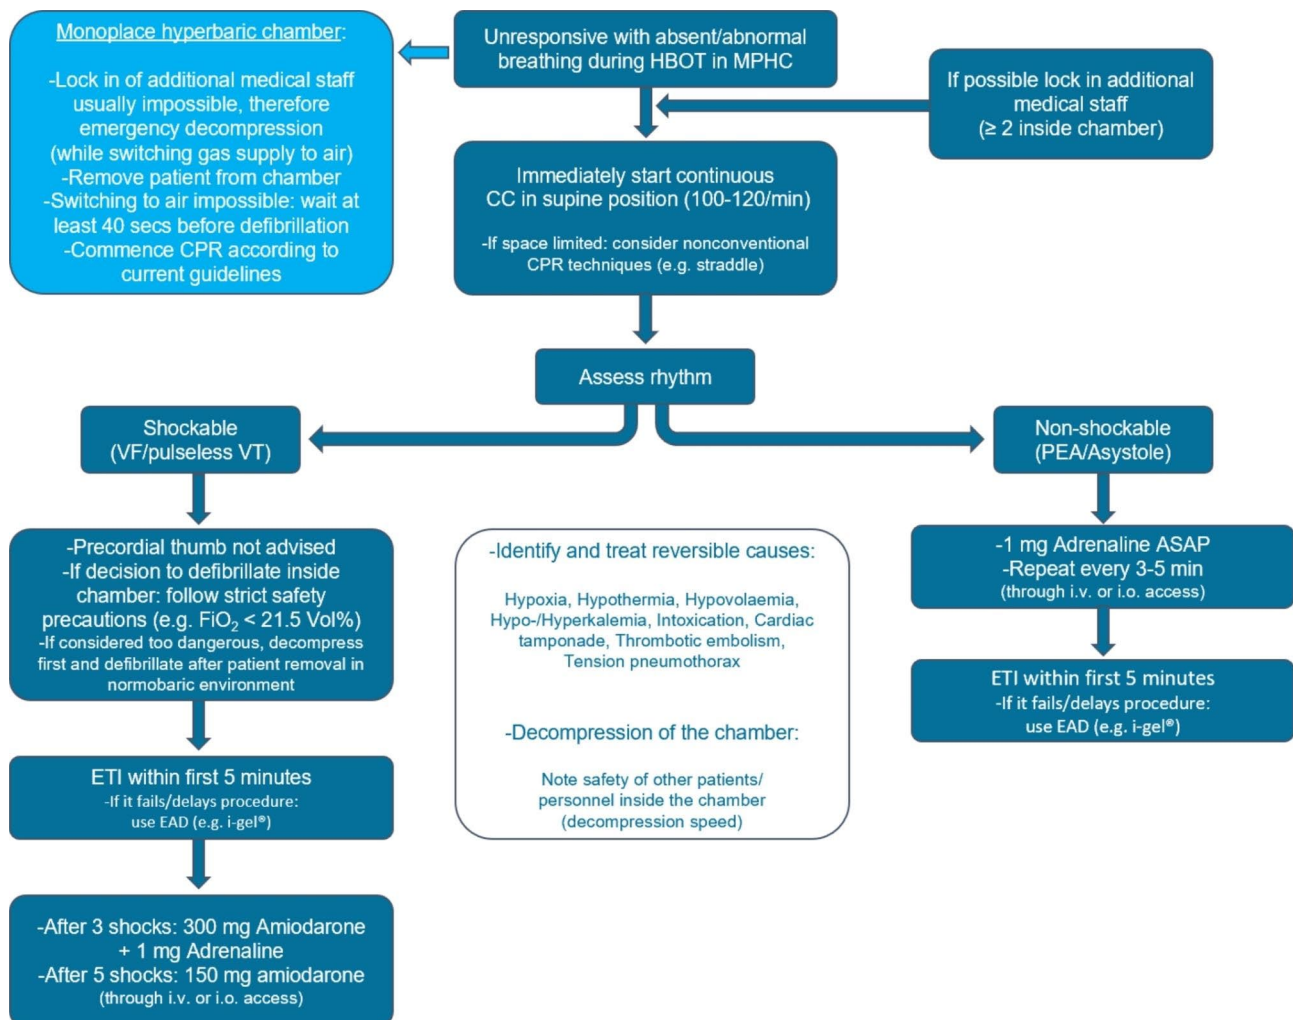 Monoplace hyperbaric chamber:
-Lock in of additional medical staff
usually impossible, therefore
emergency decompression
(while switching gas supply to air)
-Remove patient from chamber
-Switching to air impossible: wait at
least 40 secs before defibrillation
-Commence CPR according to
current guidelines
Unresponsive with absent/abnormal
breathing during HBOT in MPHC
If possible lock in additional
medical staff
(≥ 2 inside chamber)
Immediately start continuous
CC in supine position (100-120/min)
-If space limited: consider nonconventional
CPR techniques (e.g. straddle)
Assess rhythm
Shockable
(VF/pulseless VT)
Non-shockable
(PEA/Asystole)
-Precordial thumb not advised
-If decision to defibrillate inside
chamber: follow strict safety
precautions (e.g. FiO₂ < 21.5 Vol%)
-If considered too dangerous, decompress
first and defibrillate after patient removal in
normobaric environment
-Identify and treat reversible causes:
Hypoxia, Hypothermia, Hypovolaemia,
Hypo-/Hyperkalemia, Intoxication, Cardiac
tamponade, Thrombotic embolism,
Tension pneumothorax
-Decompression of the chamber:
Note safety of other patients/
personnel inside the chamber
(decompression speed)
-1 mg Adrenaline ASAP
-Repeat every 3-5 min
(through i.v. or i.o. access)
ETI within first 5 minutes
-If it fails/delays procedure:
use EAD (e.g. i-gel®)
ETI within first 5 minutes
-If it fails/delays procedure:
use EAD (e.g. i-gel®)
-After 3 shocks: 300 mg Amiodarone
+ 1 mg Adrenaline
-After 5 shocks: 150 mg amiodarone
(through i.v. or i.o. access)